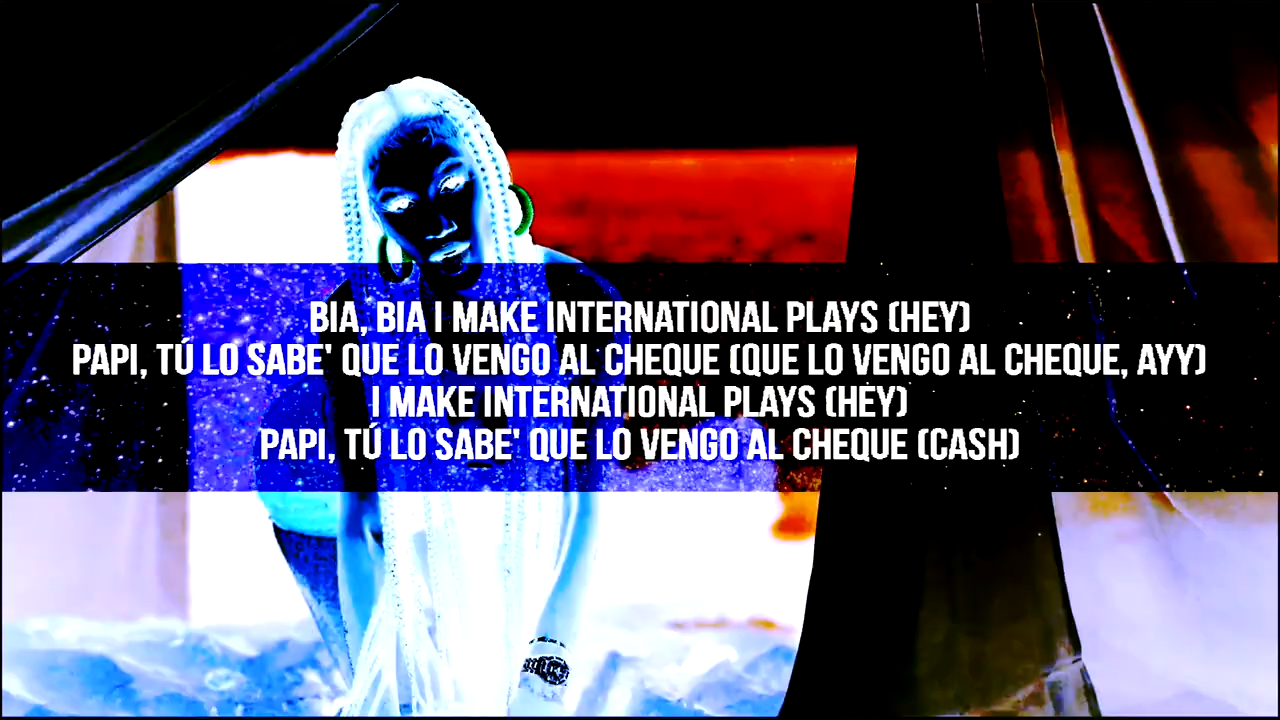 BIA, BIA I MAKE INTERNATIONAL PLAYS (HEY)
PAPI, TÚ LO SABE' QUE LO VENGO AL CHEQUE (QUE LO VENGO AL CHEQUE, AYY)
I MAKE INTERNATIONAL PLAYS (HEY)
PAPI, TÚ LO SABE' QUE LO VENGO AL CHEQUE (CASH)